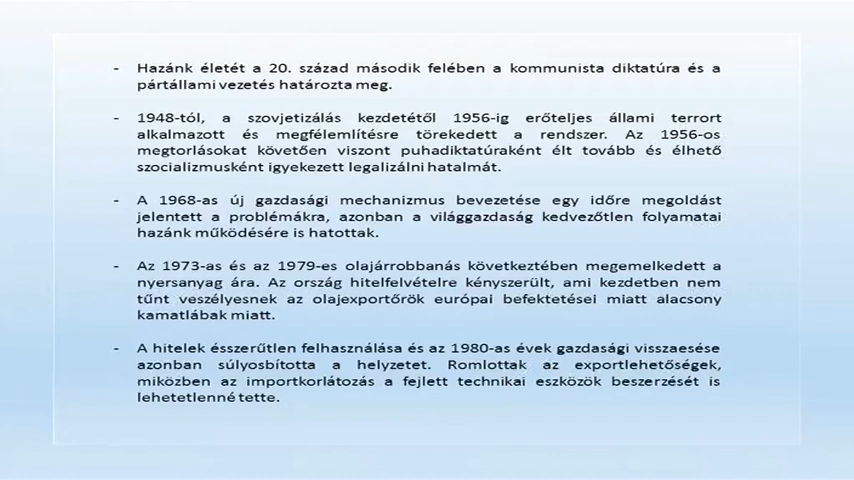 - Hazánk életét a 20. század második felében a kommunista diktatúra és a
pártállami vezetés határozta meg.
- 1948-tól, a szovjetizálás kezdetétől 1956-ig erőteljes állami terrort
alkalmazott és megfélemlítésre törekedett a rendszer. Az 1956-os
megtorlásokat követően viszont puhadiktatúraként élt tovább és élhető
szocializmusként igyekezett legalizálni hatalmát.
- A 1968-as új gazdasági mechanizmus bevezetése egy időre megoldást
jelentett a problémákra, azonban a világgazdaság kedvezőtlen folyamatai
hazánk működésére is hatottak.
- Az 1973-as és az 1979-es olajárrobbanás következtében megemelkedett a
nyersanyag ára. Az ország hitelfelvételre kényszerült, ami kezdetben nem
tűnt veszélyesnek az olajexportőrök európai befektetései miatt alacsony
kamatlábak miatt.
- A hitelek ésszerűtlen felhasználása és az 1980-as évek gazdasági visszaesése
azonban súlyosbította a helyzetet. Romlottak az exportlehetőségek,
miközben az importkorlátozás a fejlett technikai eszközök beszerzését is
lehetetlenné tette.